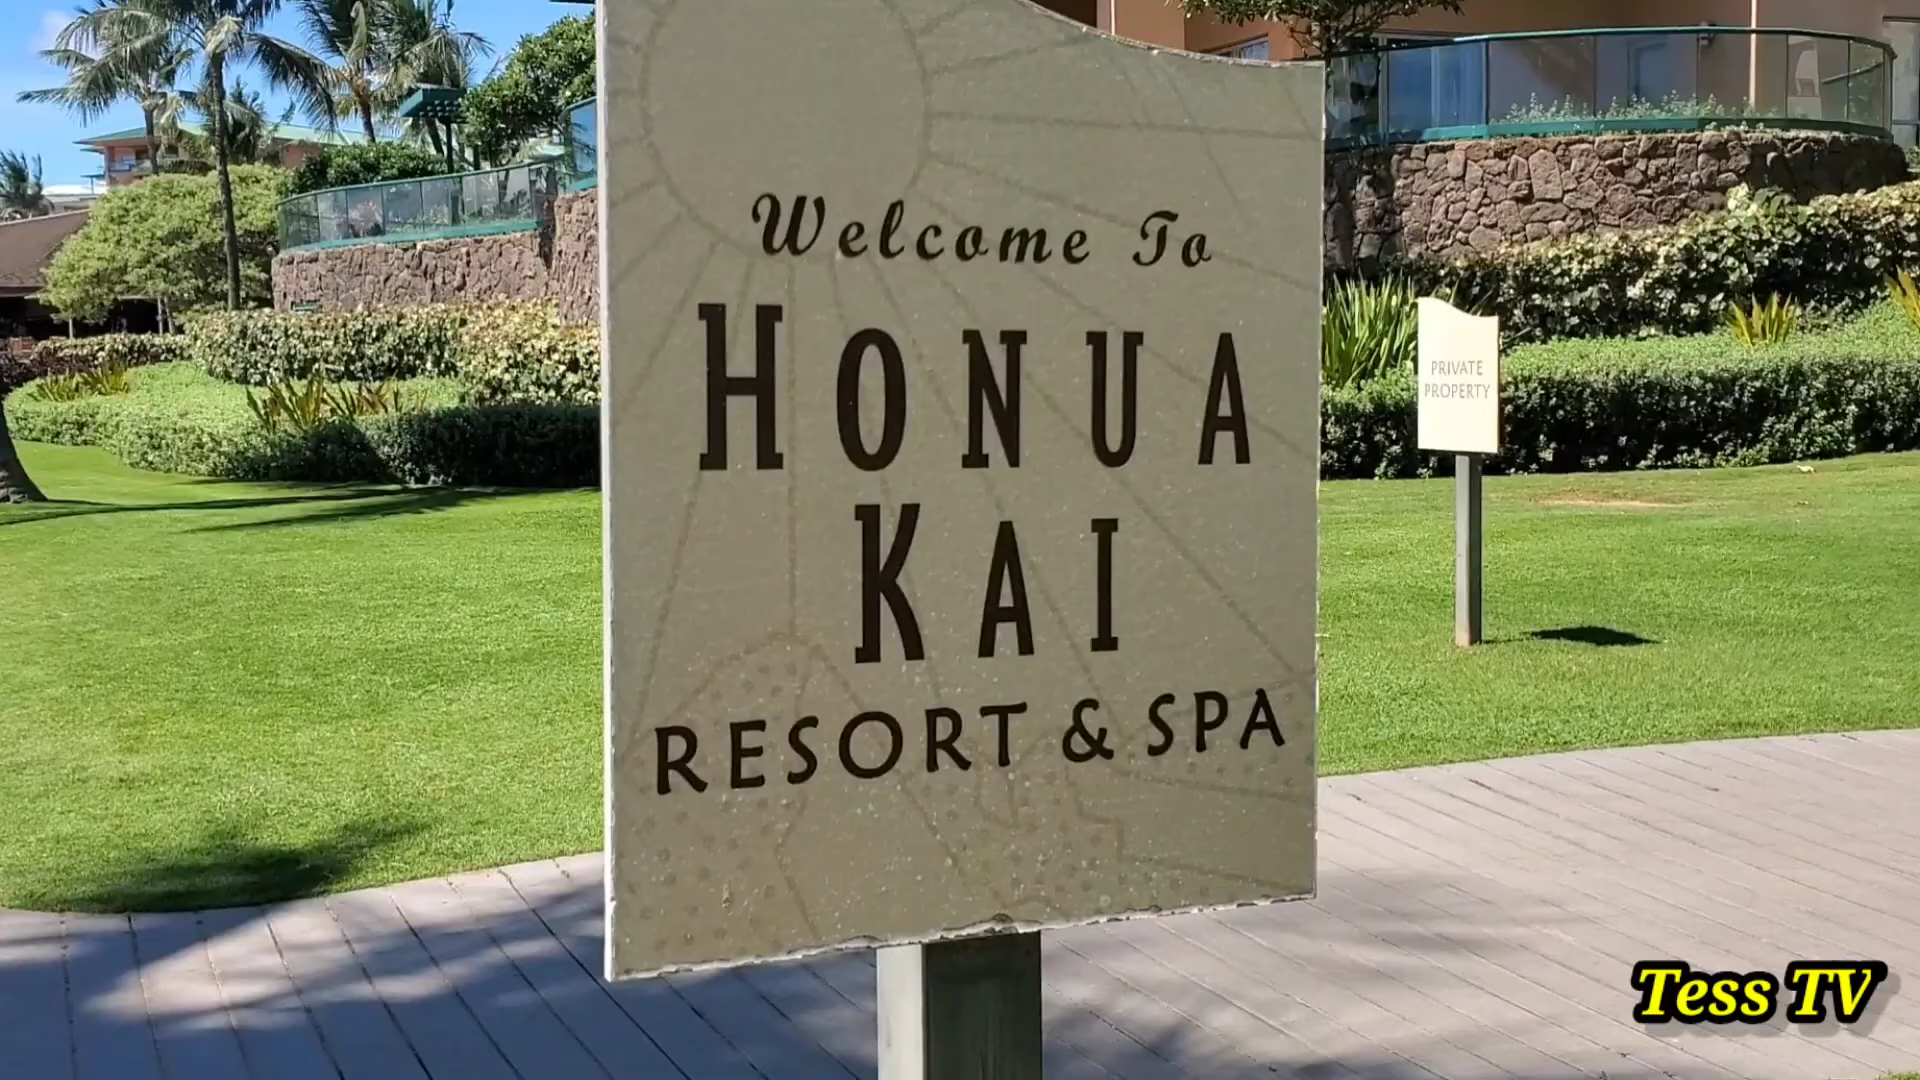 Welcome To
HONUA
KAI
RESORT & SPA
PRIVATE
PROPERTY
Tess TV